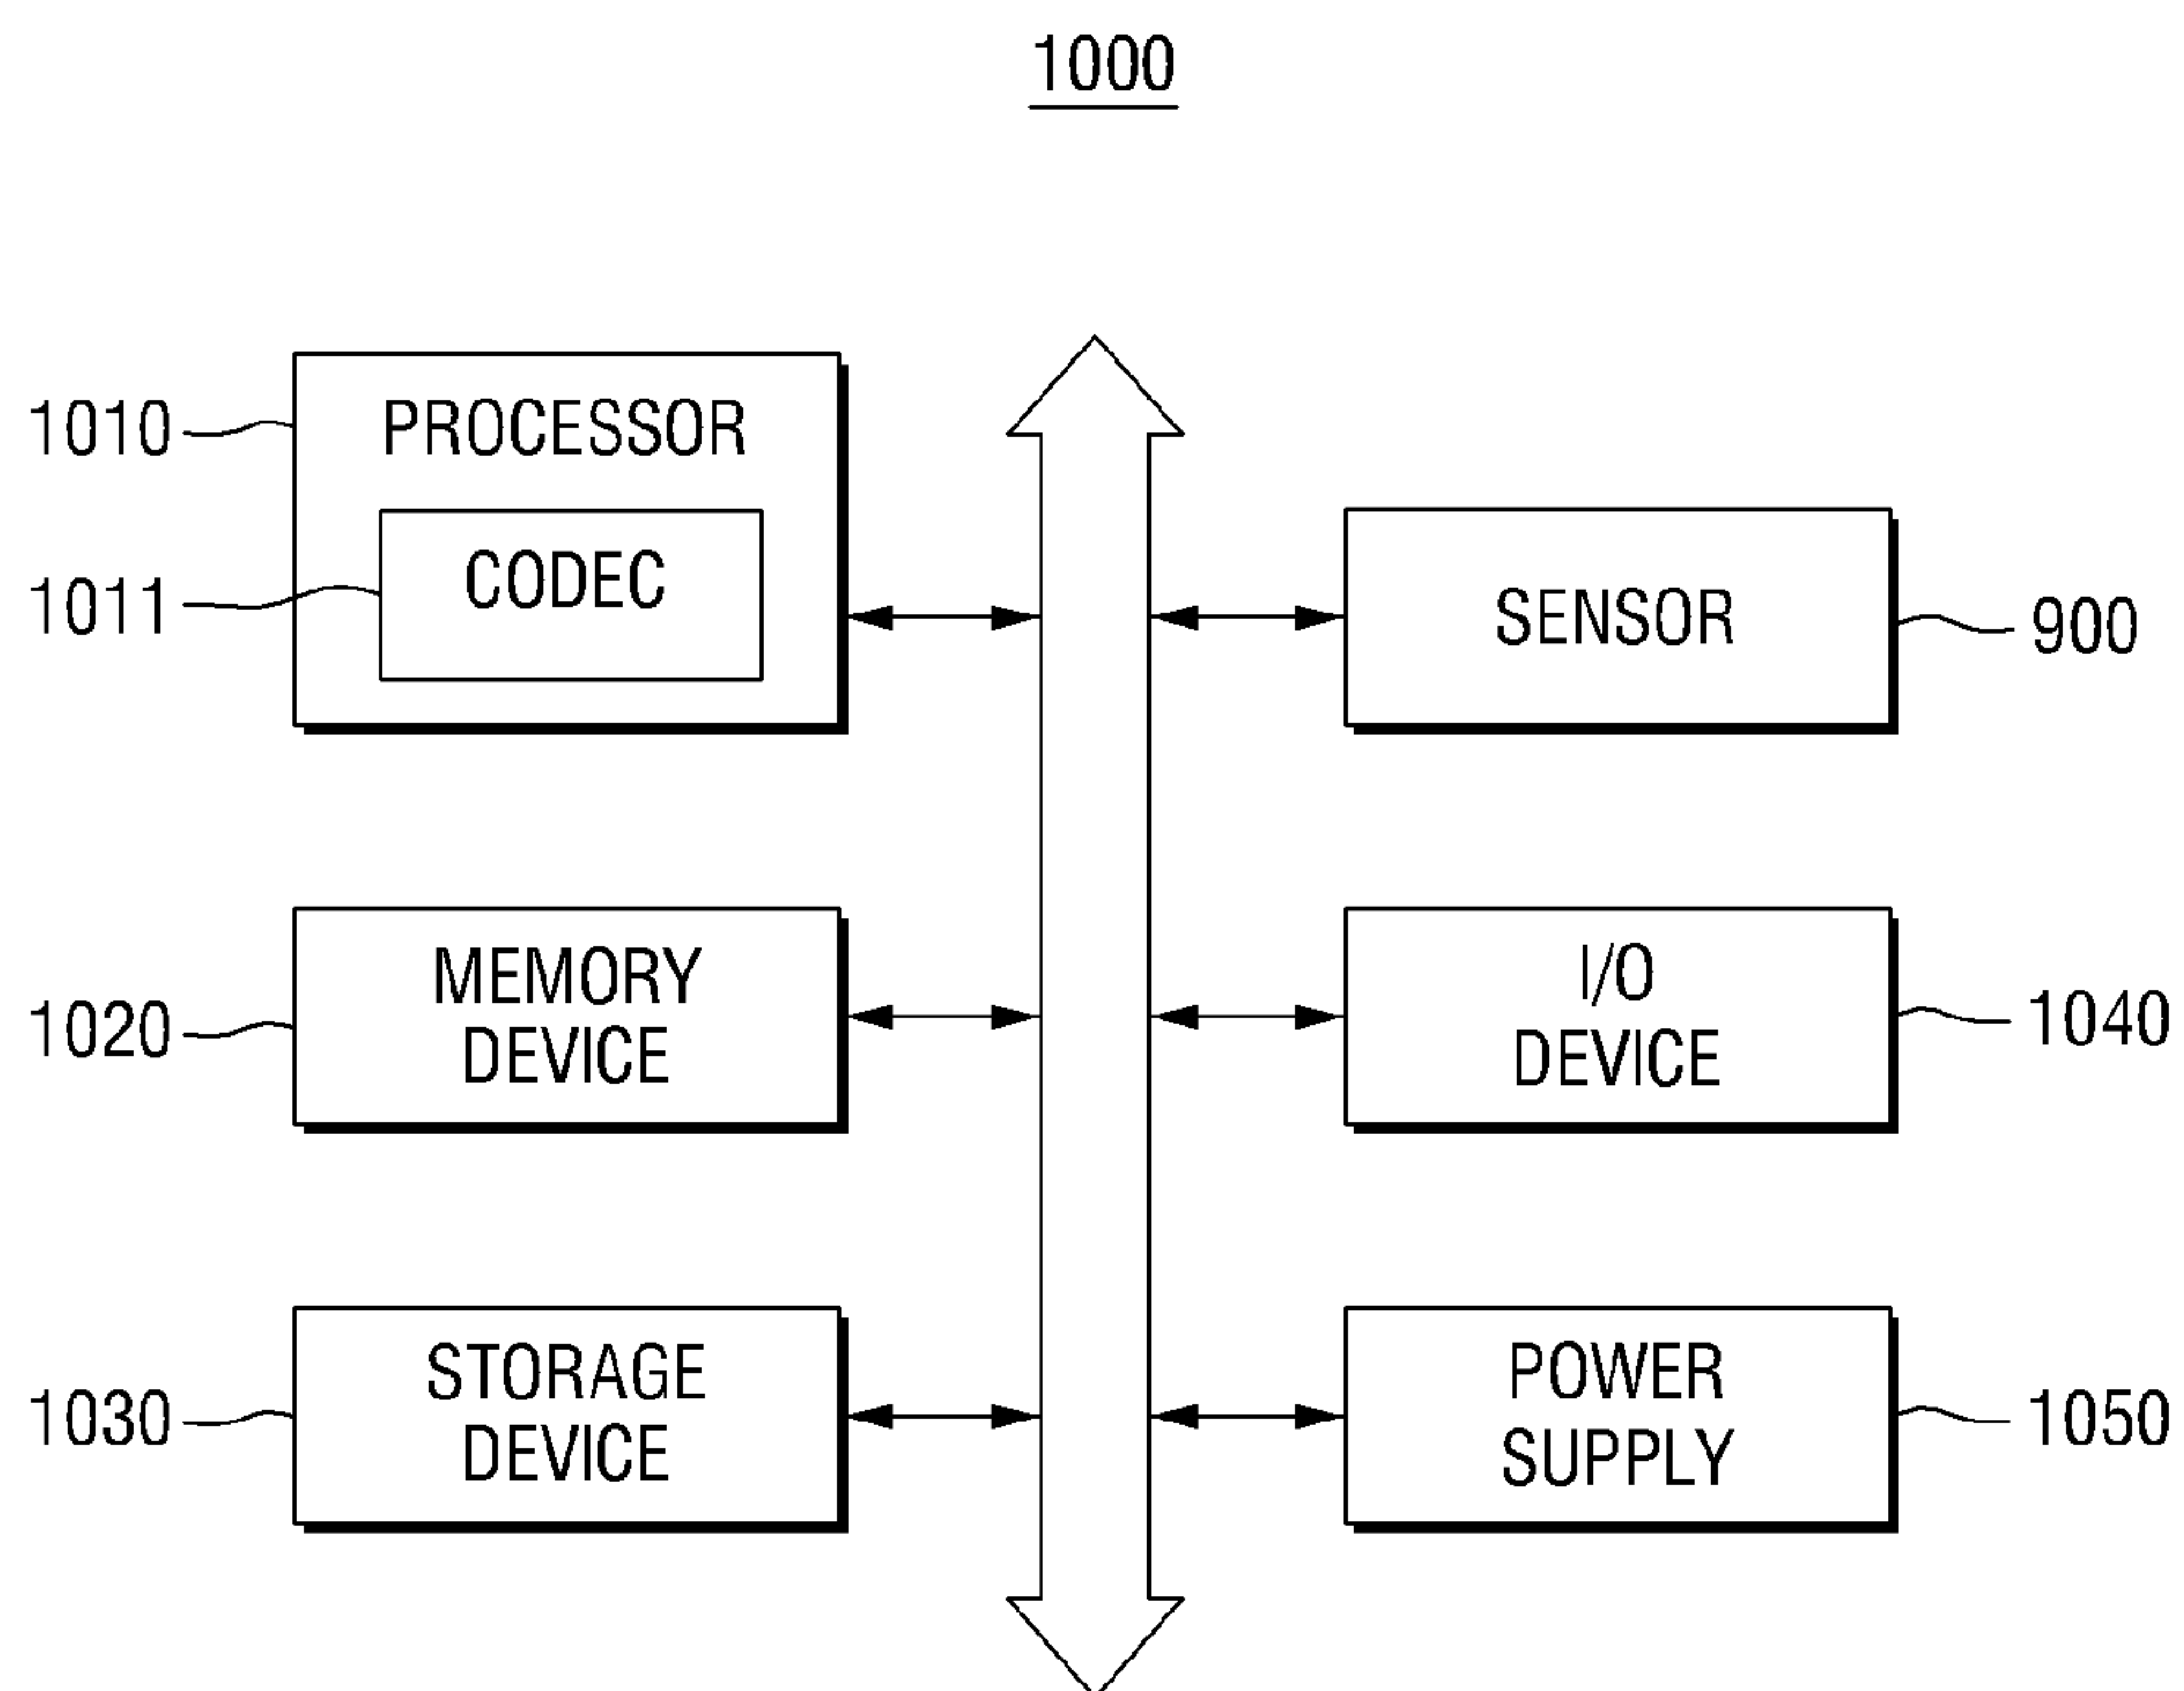 1000
1010
PROCESSOR
1011
CODEC
SENSOR
900
1020
MEMORY
DEVICE
I/O
DEVICE
1040
1030
STORAGE
DEVICE
POWER
SUPPLY
1050